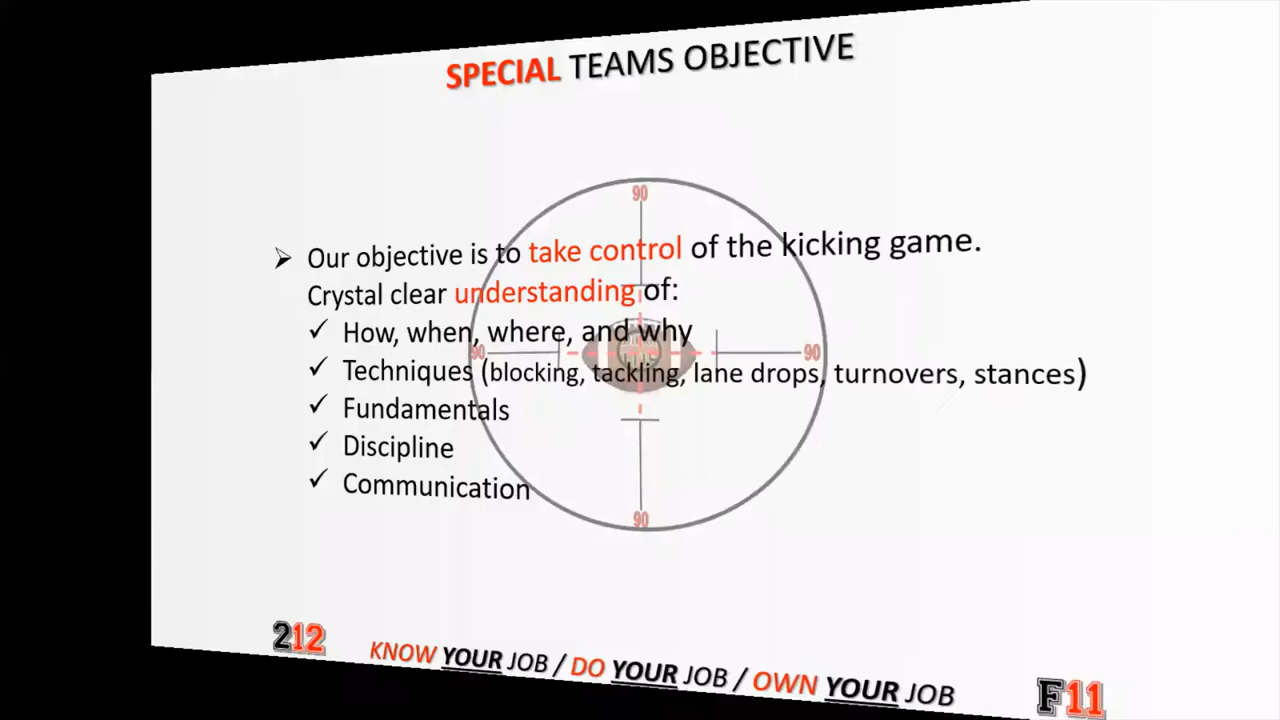 SPECIAL TEAMS OBJECTIVE
90
➢ Our objective is to take control of the kicking game.
Crystal clear understanding of:
✓ How, when, where, and why
90 90
✓ Techniques (blocking, tackling, lane drops, turnovers, stances)
✓ Fundamentals
✓ Discipline
✓ Communication
90
212
KNOW YOUR JOB / DO YOUR JOB / OWN YOUR JOB
F11